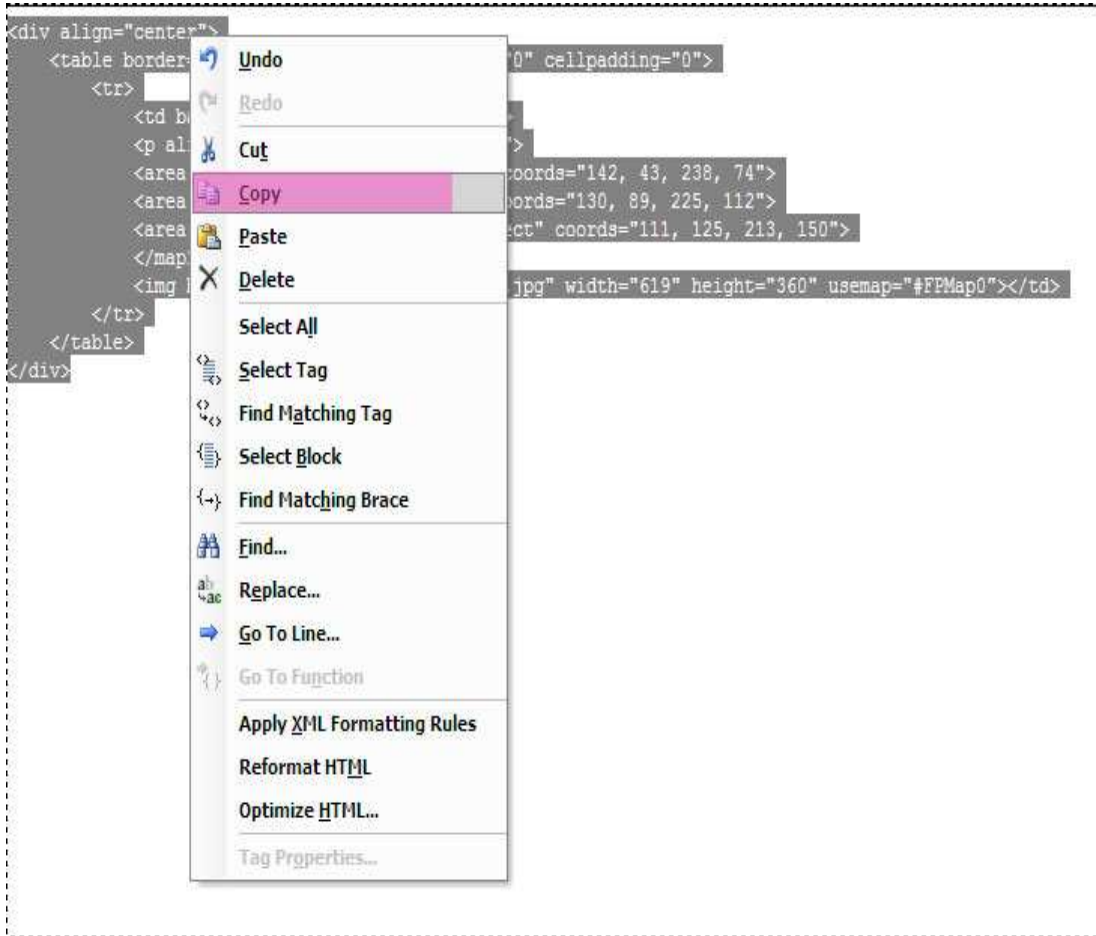 <div align="center">
<table border= 0" cellpadding="0">
<tr>
<td b
<p al ">
<area coords="142, 43, 238, 74">
<area ords="130, 89, 225, 112">
<area ct" coords="111, 125, 213, 150">
</map
<img jpg" width="619" height="360" usemap="#FPMap0"></td>
</tr>
</table>
</div>
Undo
Redo
Cut
Copy
Paste
Delete
Select All
Select Tag
Find Matching Tag
Select Block
Find Matching Brace
Find...
Replace...
Go To Line...
Go To Function
Apply XML Formatting Rules
Reformat HTML
Optimize HTML...
Tag Properties...